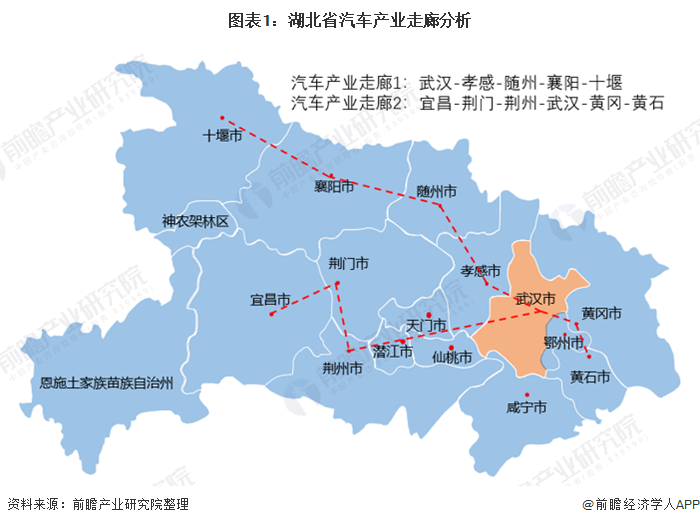 图表1：湖北省汽车产业走廊分析
汽车产业走廊1：武汉-孝感-随州-襄阳-十堰
汽车产业走廊2：宜昌-荆门-荆州-武汉-黄冈-黄石
十堰市
襄阳市
随州市
神农架林区
荆门市
孝感市
宜昌市
武汉市
天门市
黄冈市
鄂州市
潜江市
仙桃市
荆州市
黄石市
恩施土家族苗族自治州
咸宁市
前瞻产业研究院
资料来源：前瞻产业研究院整理
@前瞻经济学人APP